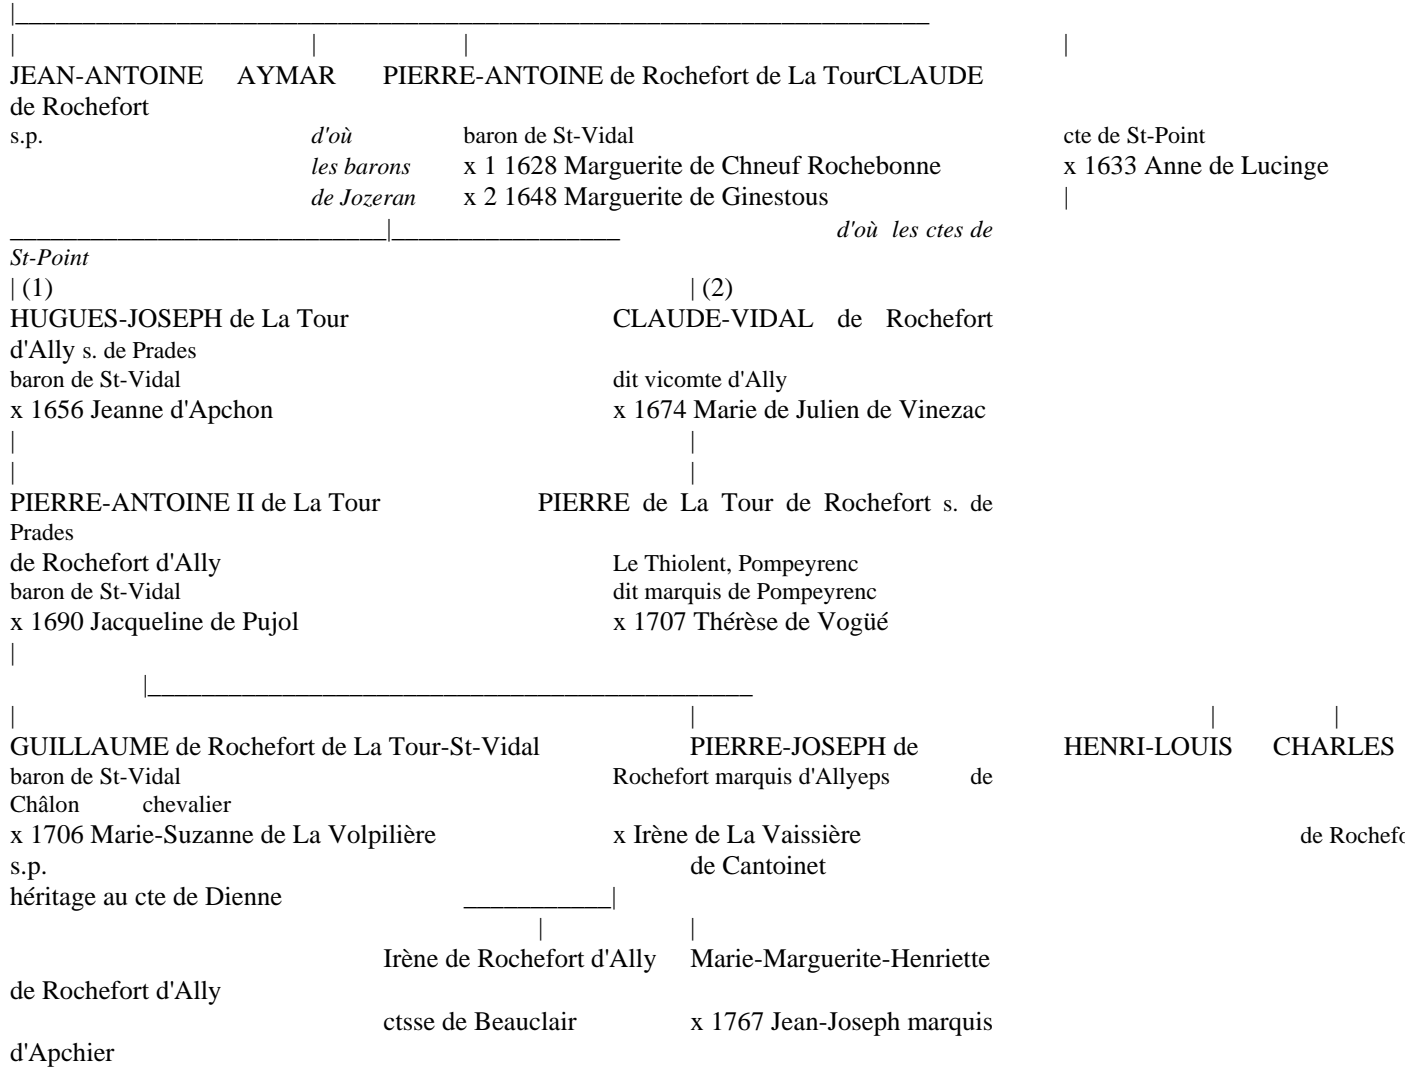 JEAN-ANTOINE AYMAR PIERRE-ANTOINE de Rochefort de La TourCLAUDE
de Rochefort
s.p. d'où baron de St-Vidal cte de St-Point
les barons x 1 1628 Marguerite de Chneuf Rochebonne x 1633 Anne de Lucinge
de Jozeran x 2 1648 Marguerite de Ginestous
d'où les ctes de
St-Point
(1) (2)
HUGUES-JOSEPH de La Tour CLAUDE-VIDAL de Rochefort
d'Ally s. de Prades
baron de St-Vidal dit vicomte d'Ally
x 1656 Jeanne d'Apchon x 1674 Marie de Julien de Vinezac
PIERRE-ANTOINE II de La Tour PIERRE de La Tour de Rochefort s. de
Prades
de Rochefort d'Ally Le Thiolent, Pompeyrenc
baron de St-Vidal dit marquis de Pompeyrenc
x 1690 Jacqueline de Pujol x 1707 Thérèse de Vogüé
GUILLAUME de Rochefort de La Tour-St-Vidal PIERRE-JOSEPH de HENRI-LOUIS CHARLES
baron de St-Vidal Rochefort marquis d'Allyeps de
Châlon chevalier
x 1706 Marie-Suzanne de La Volpilière x Irène de La Vaissière de Rochefo
s.p. de Cantoinet
héritage au cte de Dienne
Irène de Rochefort d'Ally Marie-Marguerite-Henriette
de Rochefort d'Ally
ctsse de Beauclair x 1767 Jean-Joseph marquis
d'Apchier